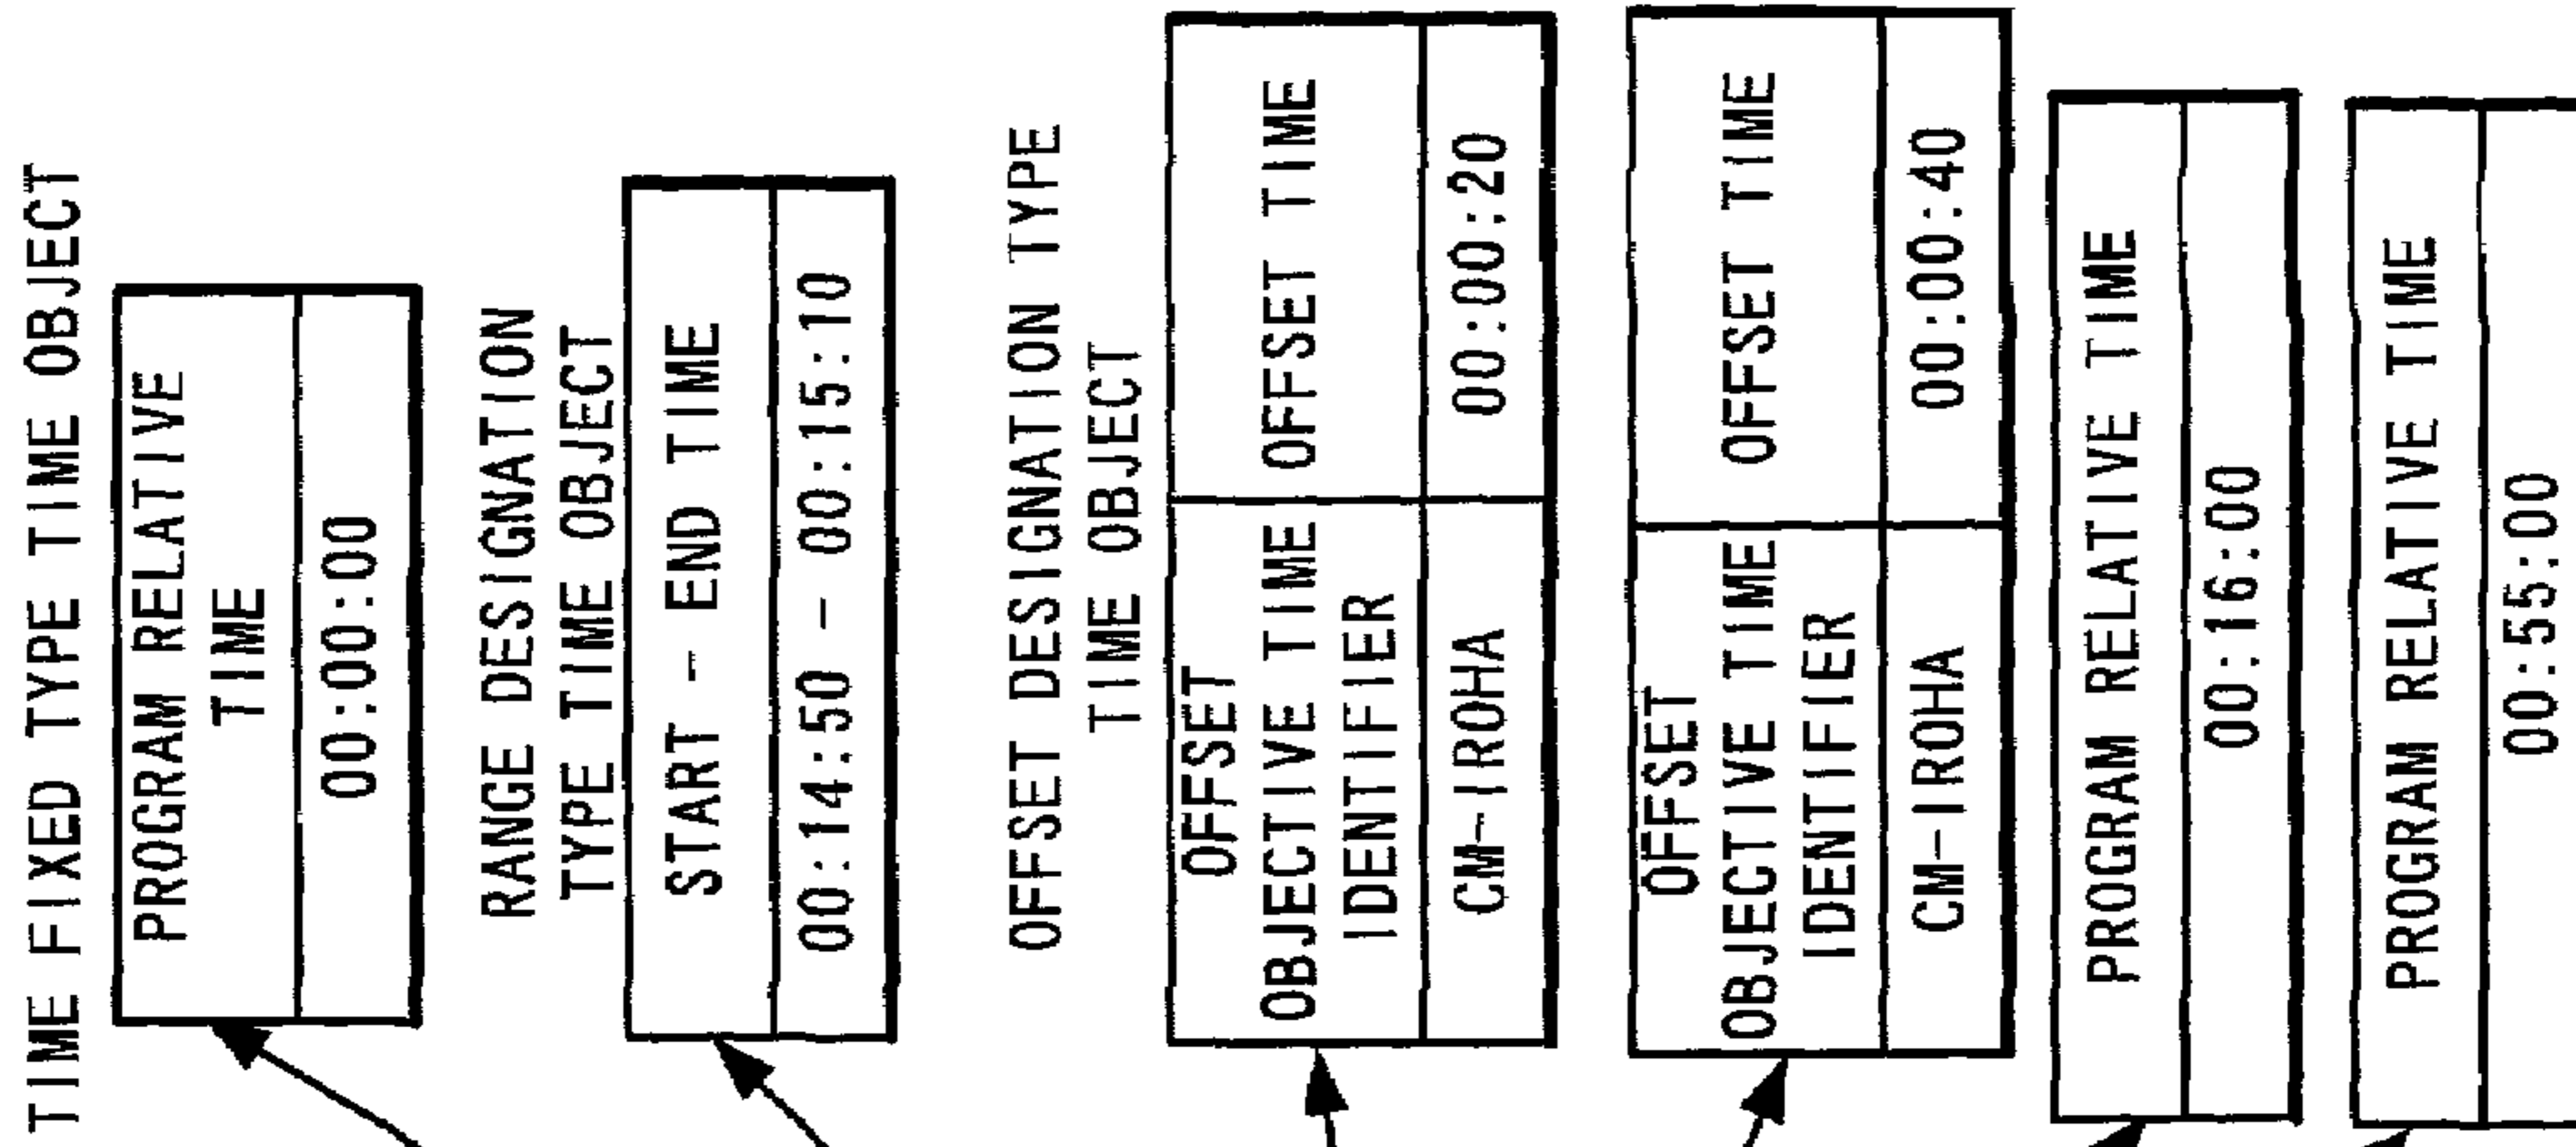 TIME FIXED TYPE TIME OBJECT
PROGRAM RELATIVE
TIME
00:00:00
RANGE DESIGNATION
TYPE TIME OBJECT
START - END TIME
00:14:50 - 00:15:10
OFFSET DESIGNATION TYPE
TIME OBJECT
OFFSET
OBJECTIVE TIME
IDENTIFIER
OFFSET TIME
CM-IROHA
00:00:20
OFFSET
OBJECTIVE TIME
IDENTIFIER
OFFSET TIME
CM-IROHA
00:00:40
PROGRAM RELATIVE TIME
00:16:00
PROGRAM RELATIVE TIME
00:55:00